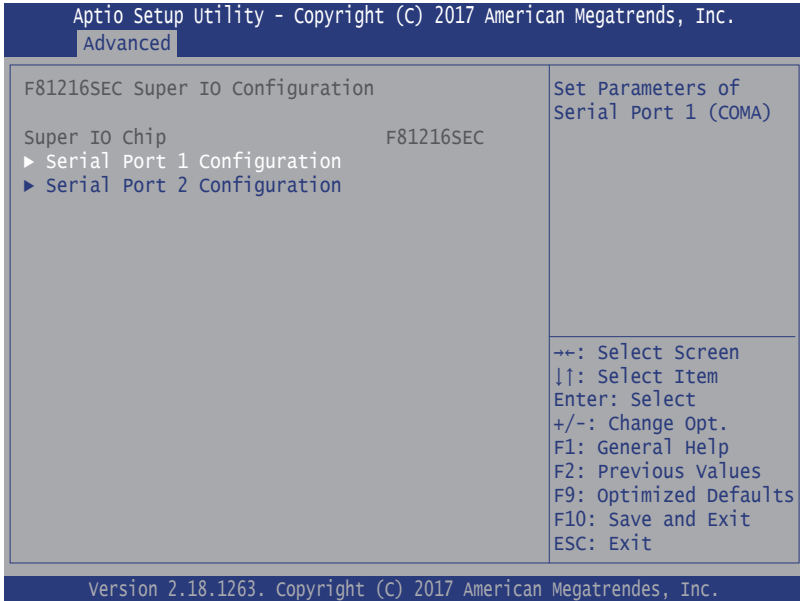 Aptio Setup Utility - Copyright (C) 2017 American Megatrends, Inc.
Advanced
F81216SEC Super IO Configuration
Super IO Chip F81216SEC
▶ Serial Port 1 Configuration
▶ Serial Port 2 Configuration
Set Parameters of
Serial Port 1 (COMA)
→←: Select Screen
↓↑: Select Item
Enter: Select
+/-: Change Opt.
F1: General Help
F2: Previous Values
F9: Optimized Defaults
F10: Save and Exit
ESC: Exit
Version 2.18.1263. Copyright (C) 2017 American Megatrendes, Inc.